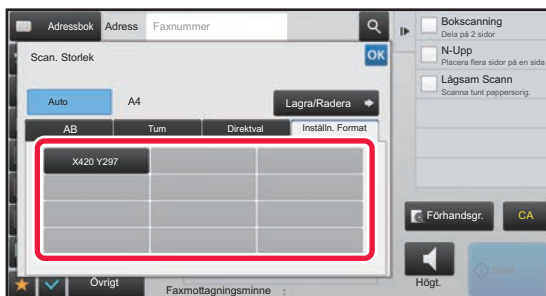 Adressbok Adress Faxnummer
Scan. Storlek OK
Auto A4 Lagra/Radera
AB Tum Direktval Inställn. Format
X420 Y297
Övrigt Faxmottagningsminne :
Bokscanning
Dela på 2 sidor
N-Upp
Placera flera sidor på en sida
Lågsam Scann
Scanna tunt pappersorig.
Förhandsgr. CA
Högt. Start